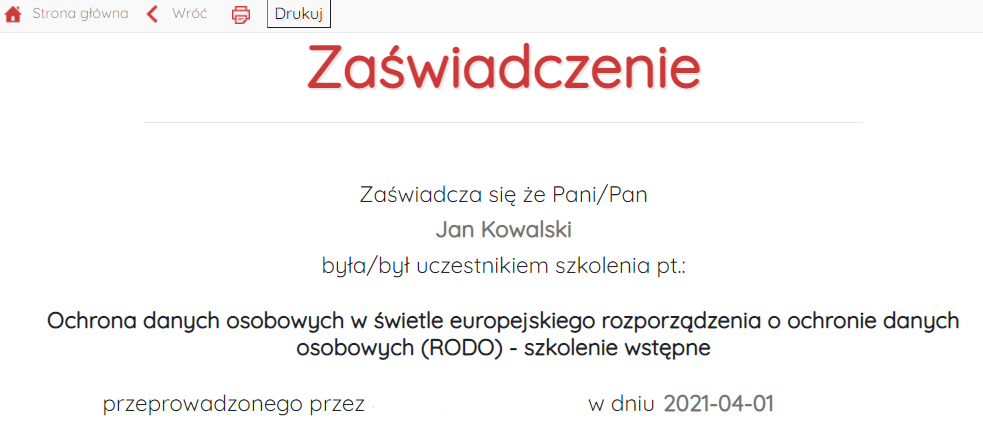 Strona główna Wróć Drukuj
Zaświadczenie
Zaświadcza się że Pani/Pan
Jan Kowalski
była/był uczestnikiem szkolenia pt.:
Ochrona danych osobowych w świetle europejskiego rozporządzenia o ochronie danych
osobowych (RODO) - szkolenie wstępne
przeprowadzonego przez w dniu 2021-04-01